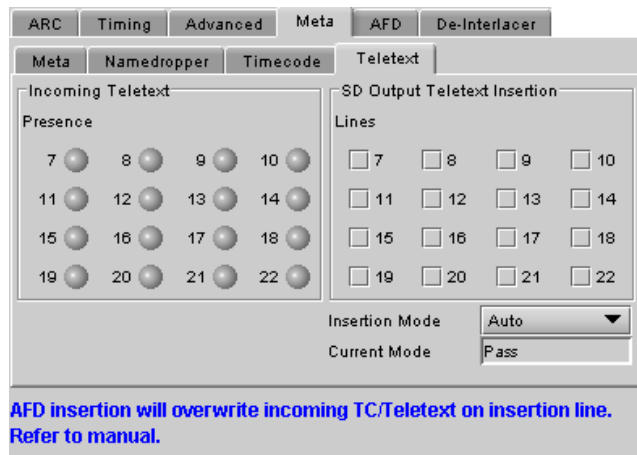 ARC Timing Advanced Meta AFD De-Interlacer
Meta Namedropper Timecode Teletext
Incoming Teletext
Presence
7 8 9 10
11 12 13 14
15 16 17 18
19 20 21 22
SD Output Teletext Insertion
Lines
7 8 9 10
11 12 13 14
15 16 17 18
19 20 21 22
Insertion Mode Auto
Current Mode Pass
AFD insertion will overwrite incoming TC/Teletext on insertion line.
Refer to manual.